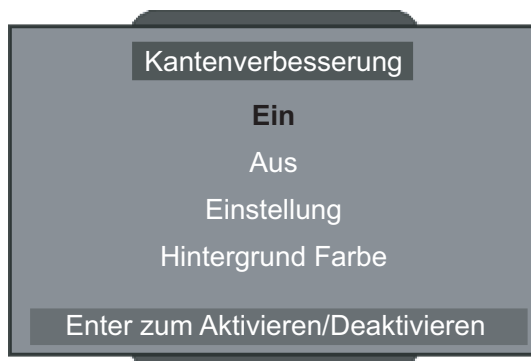 Kantenverbesserung
Ein
Aus
Einstellung
Hintergrund Farbe
Enter zum Aktivieren/Deaktivieren